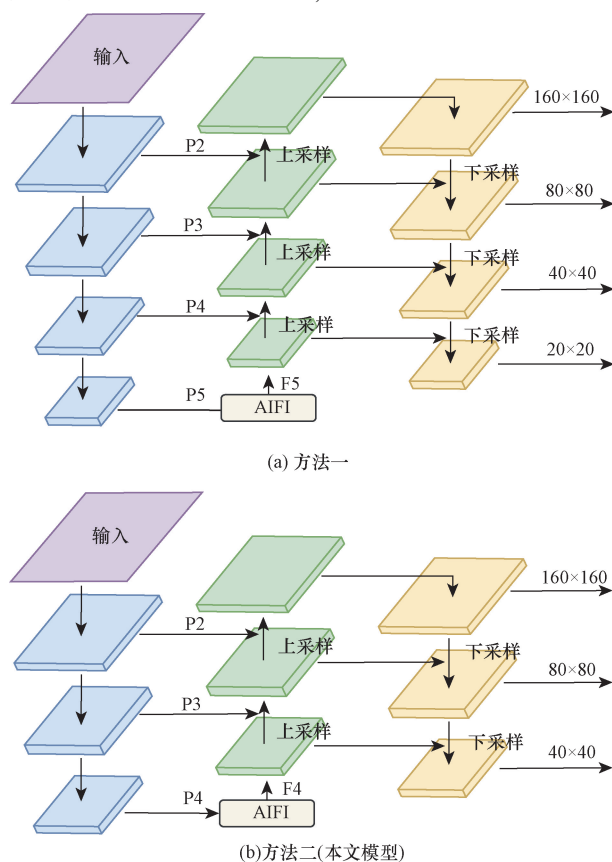 输入
160×160
P2
上采样
下采样
80×80
P3
上采样
下采样
40×40
P4
上采样
下采样
20×20
P5
F5
AIFI
(a) 方法一
输入
160×160
P2
上采样
下采样
80×80
P3
上采样
下采样
40×40
P4
F4
AIFI
(b)方法二(本文模型)